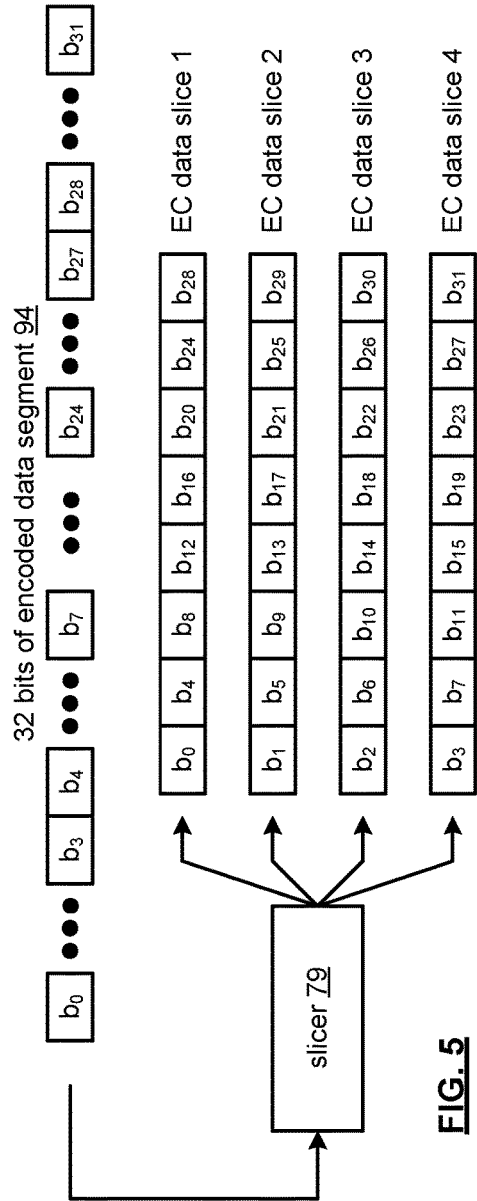 32 bits of encoded data segment 94
b0 ●●● b3 b4 ●●● b7 ●●● b24 ●●● b27 b28 ●●● b31
slicer 79
b0 b4 b8 b12 b16 b20 b24 b28 EC data slice 1
b1 b5 b9 b13 b17 b21 b25 b29 EC data slice 2
b2 b6 b10 b14 b18 b22 b26 b30 EC data slice 3
b3 b7 b11 b15 b19 b23 b27 b31 EC data slice 4
FIG. 5